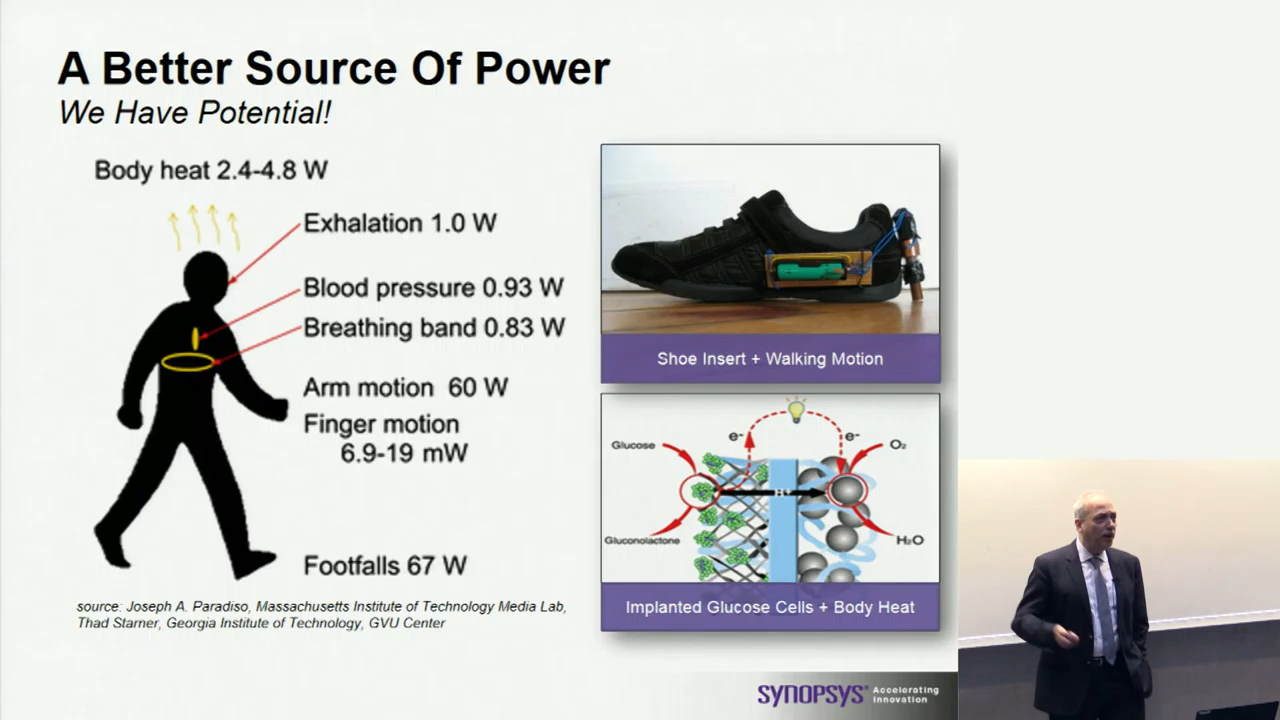 A Better Source Of Power
We Have Potential!
Body heat 2.4-4.8 W
Exhalation 1.0 W
Blood pressure 0.93 W
Breathing band 0.83 W
Arm motion 60 W
Finger motion
6.9-19 mW
Footfalls 67 W
source: Joseph A. Paradiso, Massachusetts Institute of Technology Media Lab,
Thad Starner, Georgia Institute of Technology, GVU Center
Shoe Insert + Walking Motion
Glucose
e-
e-
O2
H+
Gluconolactone
H2O
Implanted Glucose Cells + Body Heat
SYNOPSYS® Accelerating
Innovation